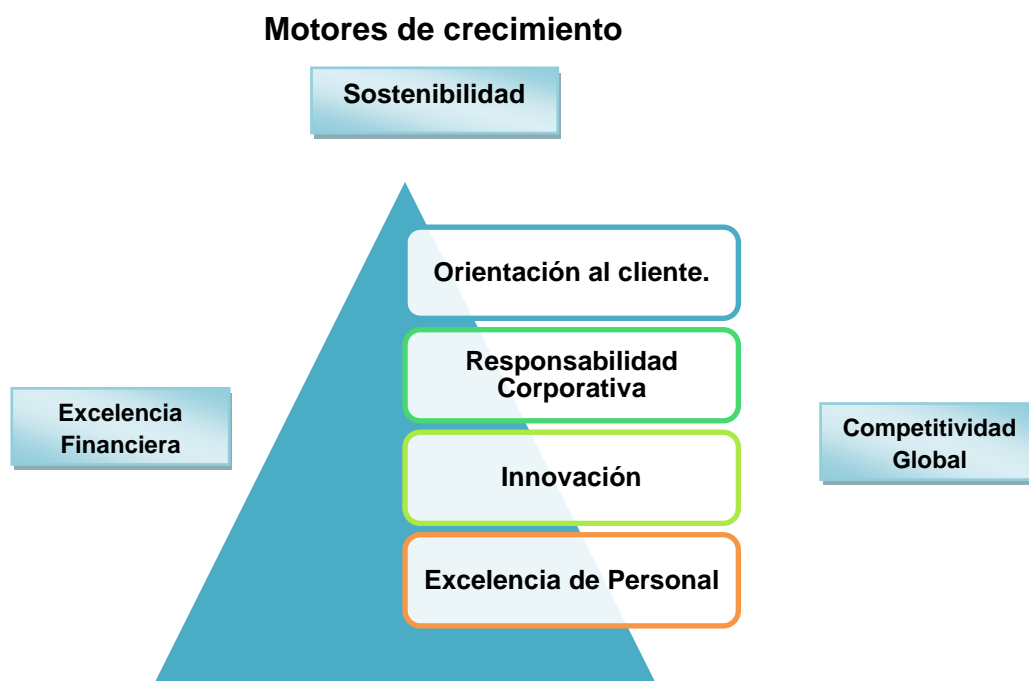 Motores de crecimiento
Sostenibilidad
Orientación al cliente.
Responsabilidad
Corporativa
Excelencia
Financiera
Competitividad
Global
Innovación
Excelencia de Personal